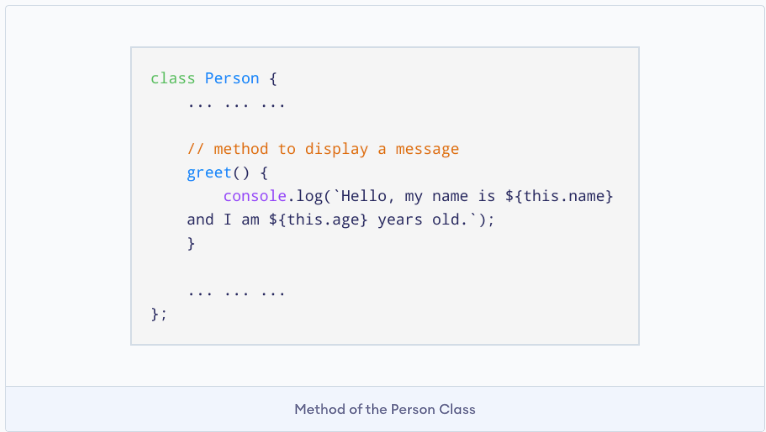 class Person {
... ... ...
// method to display a message
greet() {
console.log(`Hello, my name is ${this.name}
and I am ${this.age} years old.`);
}
... ... ...
};
Method of the Person Class